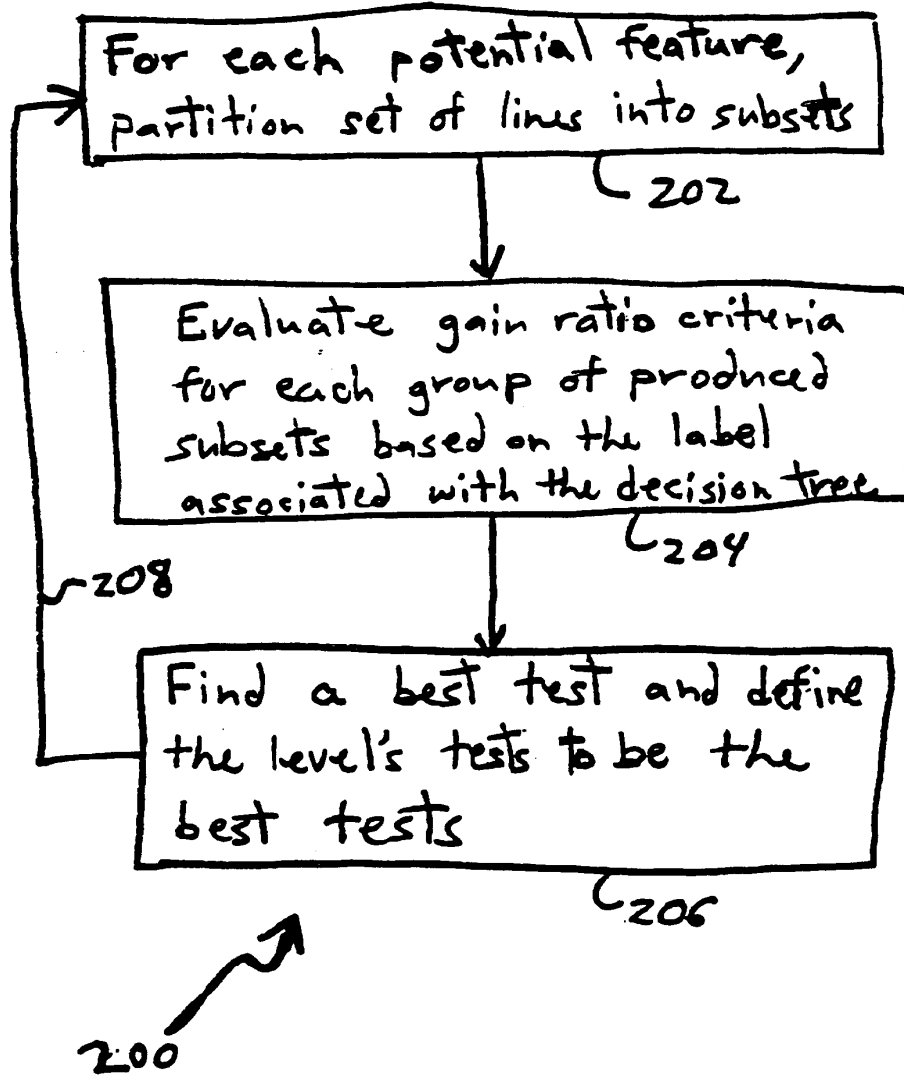 For each potential feature,
partition set of lines into subsets
202
Evaluate gain ratio criteria
for each group of produced
subsets based on the label
associated with the decision tree
204
208
Find a best test and define
the level's tests to be the
best tests
206
200